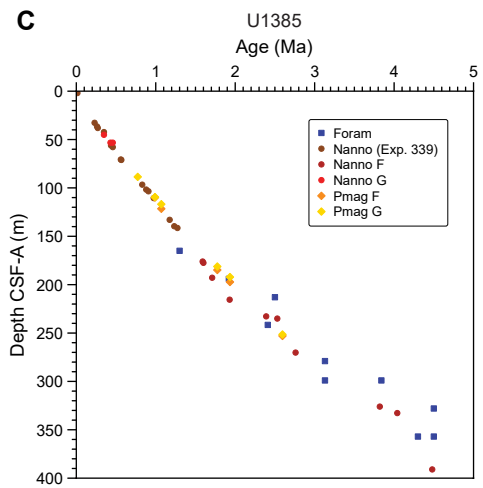 C
U1385
Age (Ma)
0 1 2 3 4 5
0
50
100
150
200
250
300
350
400
Depth CSF-A (m)
Foram
Nanno (Exp. 339)
Nanno F
Nanno G
Pmag F
Pmag G